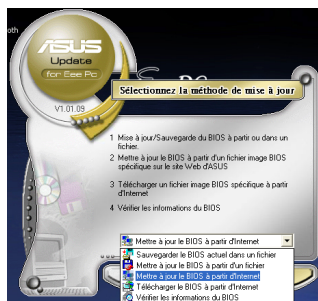 oth
ASUS
Update
for Eee Pc
V1.01.09
Sélectionnez la méthode de mise à jour
1 Mise à jour/Sauvegarde du BIOS à partir ou dans un
fichier.
2 Mettre à jour le BIOS à partir d'un fichier image BIOS
spécifique sur le site Web d'ASUS
3 Télécharger un fichier image BIOS spécifique à partir
d'Internet
4 Vérifier les informations du BIOS
Mettre à jour le BIOS à partir d'Internet
Sauvegarder le BIOS actuel dans un fichier
Mettre à jour le BIOS à partir d'un fichier
Mettre à jour le BIOS à partir d'Internet
Télécharger le BIOS à partir d'Internet
Vérifier les informations du BIOS